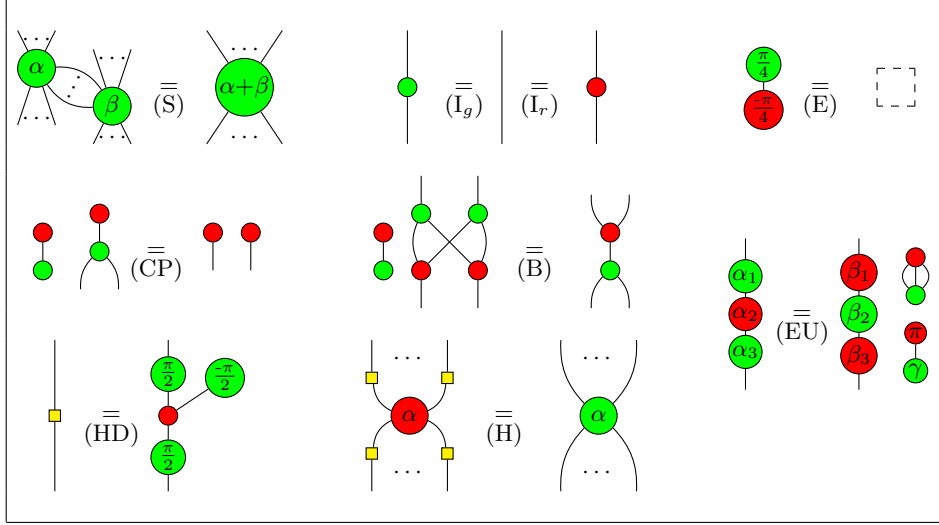 α
β
(S)
α+β
(I_g)
(I_r)
π/4
-π/4
(E)
(CP)
(B)
α₁
α₂
α₃
(EU)
β₁
β₂
β₃
π
γ
π/2
-π/2
π/2
(HD)
α
(H)
α